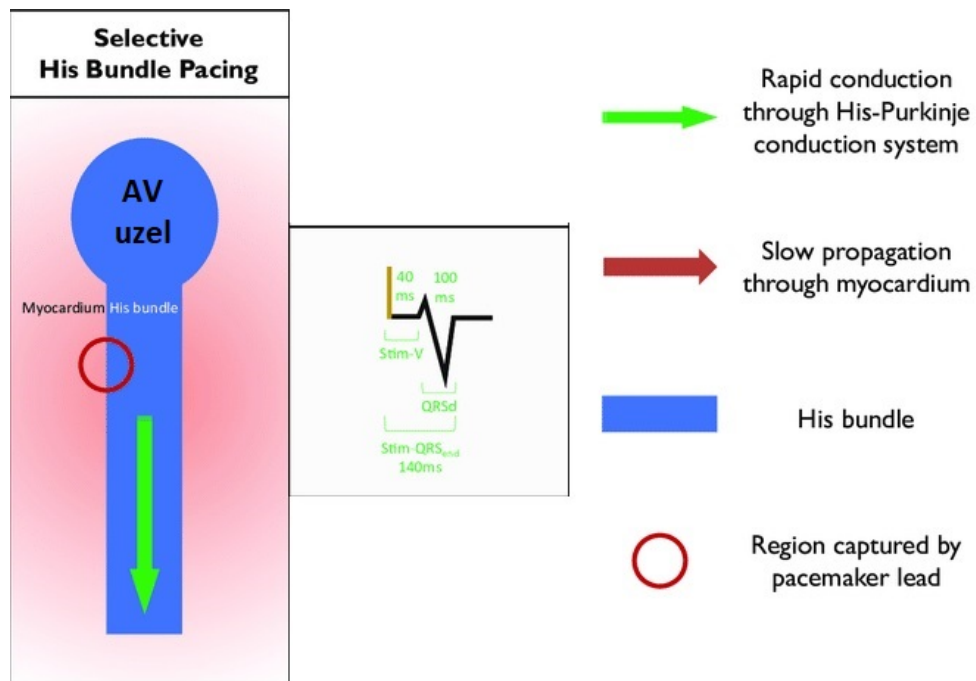 Selective
His Bundle Pacing
AV
uzel
Myocardium His bundle
40
ms
100
ms
Stim-V
QRSd
Stim-QRSend
140ms
Rapid conduction
through His-Purkinje
conduction system
Slow propagation
through myocardium
His bundle
Region captured by
pacemaker lead